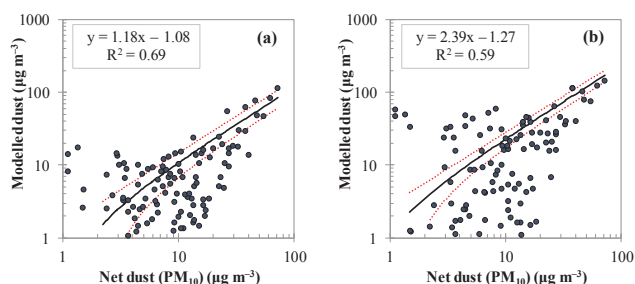 y = 1.18x – 1.08
R² = 0.69
(a)
Modelled dust (µg m⁻³)
1000
100
10
1
1 10 100
Net dust (PM₁₀) (µg m⁻³)
y = 2.39x – 1.27
R² = 0.59
(b)
Modelled dust (µg m⁻³)
1000
100
10
1
1 10 100
Net dust (PM₁₀) (µg m⁻³)